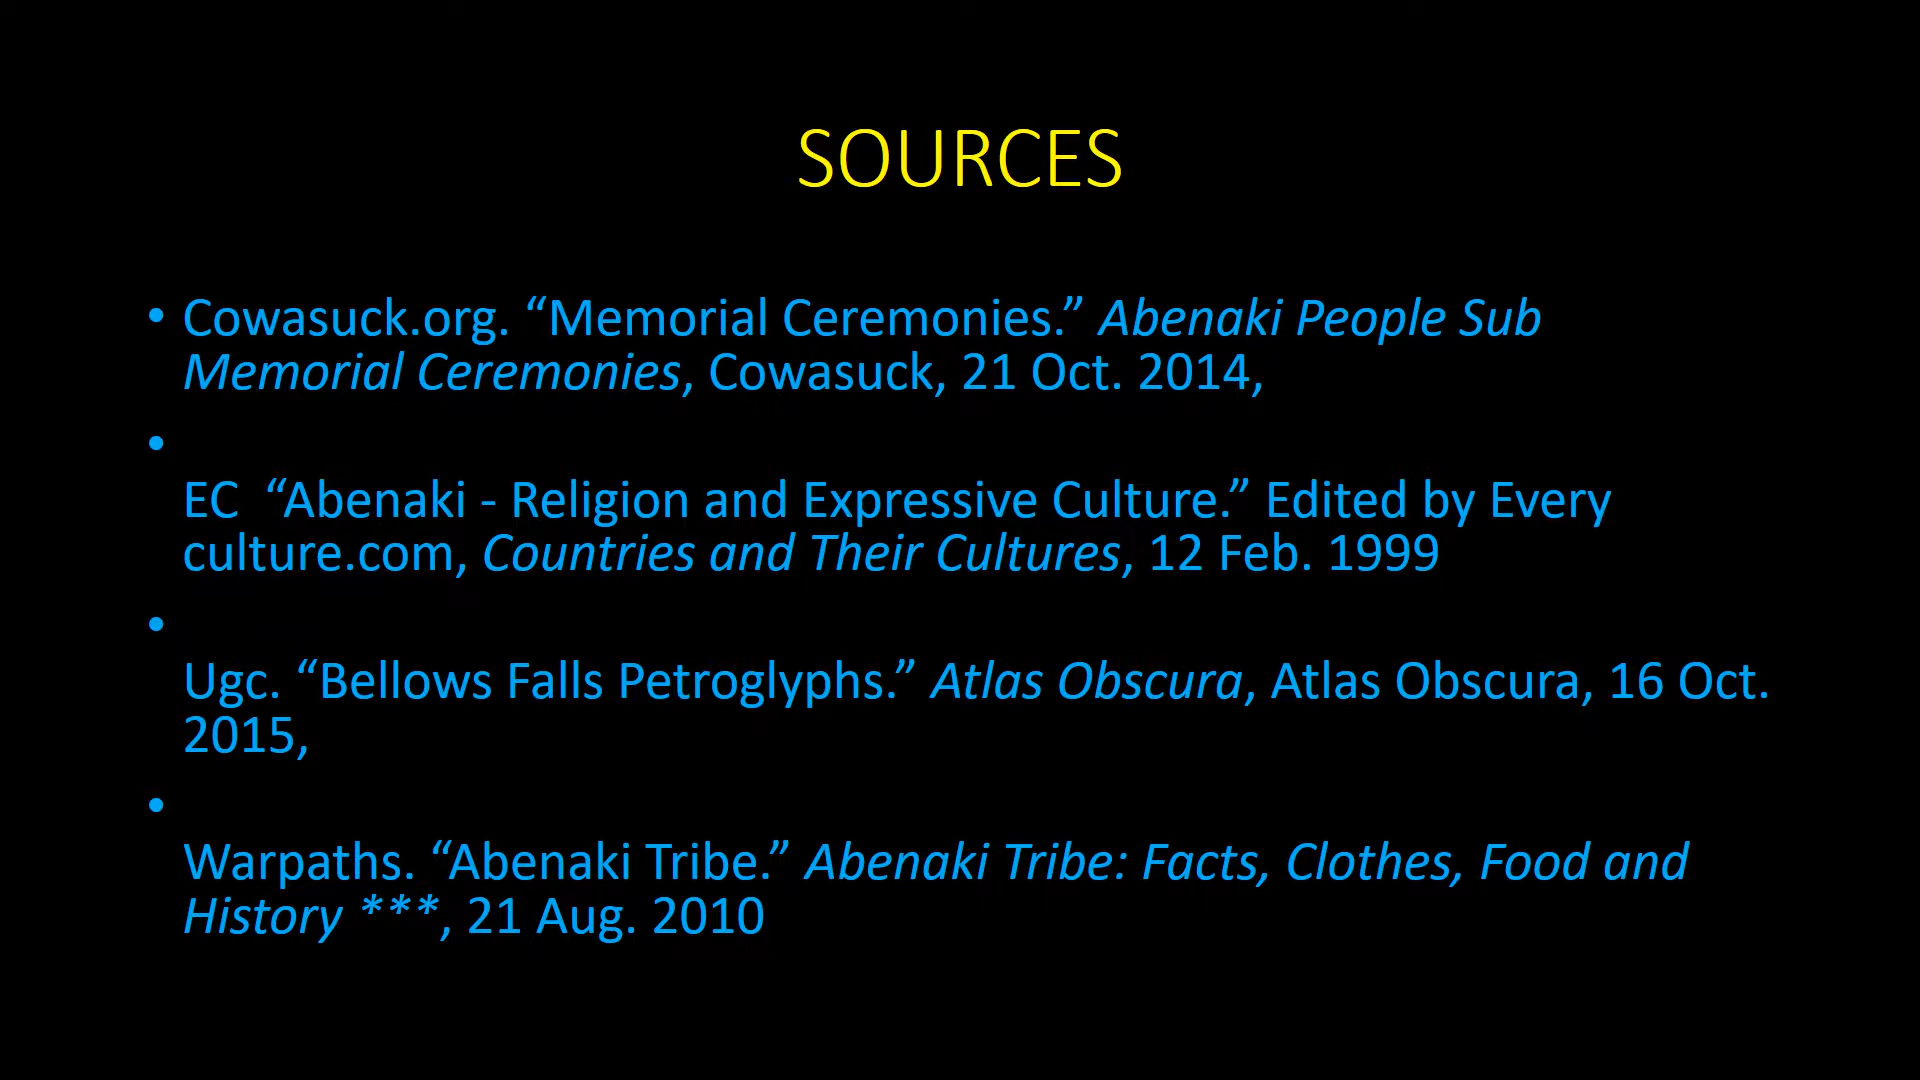 SOURCES
• Cowasuck.org. “Memorial Ceremonies.” Abenaki People Sub
Memorial Ceremonies, Cowasuck, 21 Oct. 2014,
•
EC  “Abenaki - Religion and Expressive Culture.” Edited by Every
culture.com, Countries and Their Cultures, 12 Feb. 1999
•
Ugc. “Bellows Falls Petroglyphs.” Atlas Obscura, Atlas Obscura, 16 Oct.
2015,
•
Warpaths. “Abenaki Tribe.” Abenaki Tribe: Facts, Clothes, Food and
History ***, 21 Aug. 2010